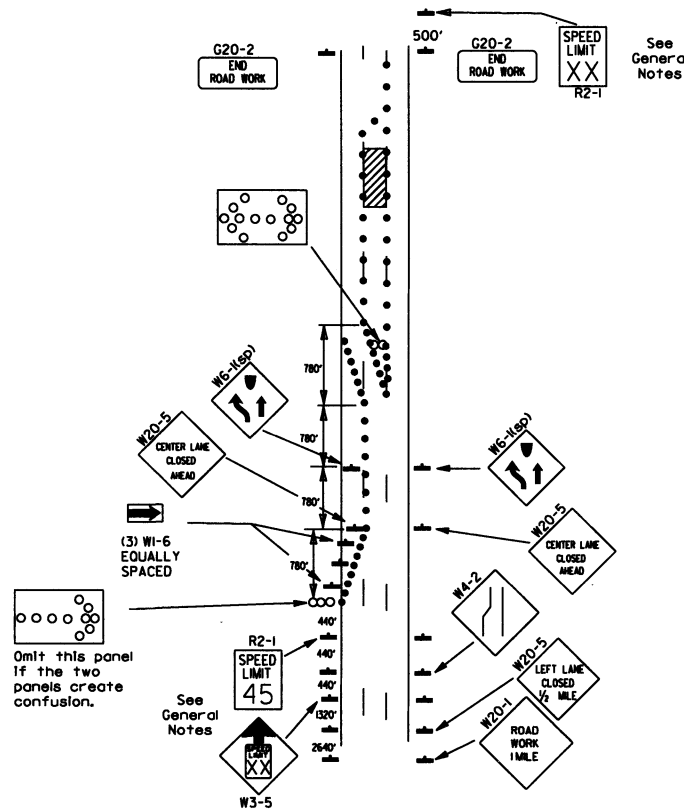 500'
G20-2
END
ROAD WORK
G20-2
END
ROAD WORK
SPEED
LIMIT
XX
R2-1
See
General
Notes
780'
W6-1(sp)
780'
W20-5
CENTER LANE
CLOSED
AHEAD
780'
W6-1(sp)
(3) W1-6
EQUALLY
SPACED
780'
W20-5
CENTER LANE
CLOSED
AHEAD
Omit this panel
if the two
panels create
confusion.
440'
R2-1
SPEED
LIMIT
45
440'
W4-2
440'
See
General
Notes
1320'
W20-5
LEFT LANE
CLOSED
1/2 MILE
2640'
W20-1
ROAD
WORK
1 MILE
SPEED
LIMIT
XX
W3-5